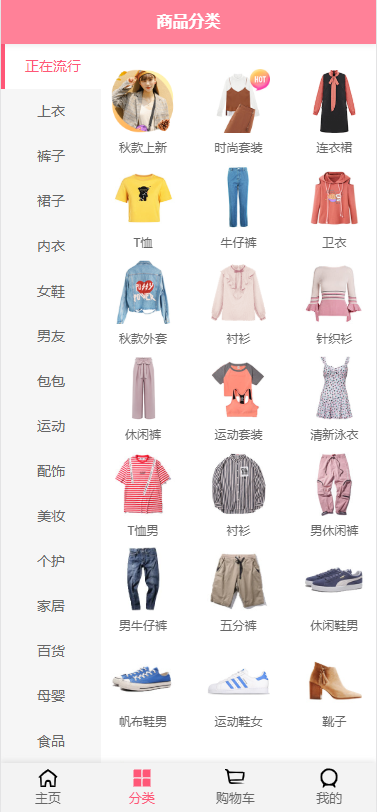 商品分类
正在流行
上衣
裤子
裙子
内衣
女鞋
男友
包包
运动
配饰
美妆
个护
家居
百货
母婴
食品
HOT
秋款上新 时尚套装 连衣裙
T恤 牛仔裤 卫衣
秋款外套 衬衫 针织衫
休闲裤 运动套装 清新泳衣
T恤男 衬衫 男休闲裤
男牛仔裤 五分裤 休闲鞋男
帆布鞋男 运动鞋女 靴子
主页 分类 购物车 我的